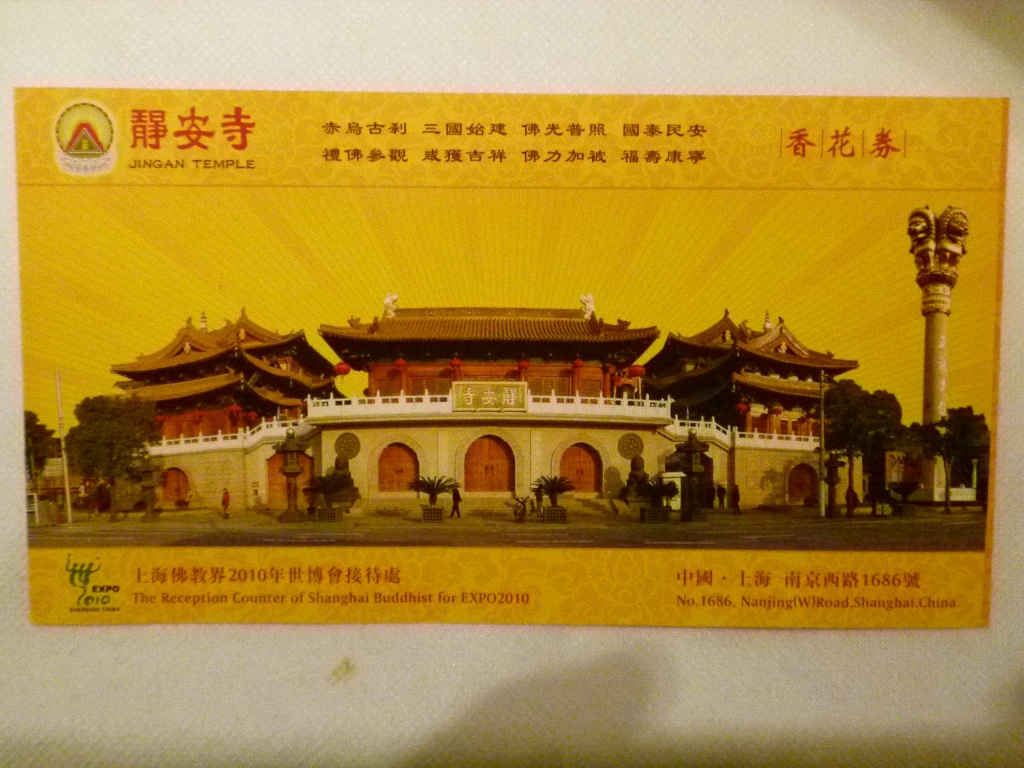 靜安寺
JINGAN TEMPLE
赤烏古刹 三國始建 佛光普照 國泰民安
禮佛參觀 咸獲吉祥 佛力加被 福壽康寧
香花券
靜安寺
EXPO
2010
SHANGHAI CHINA
上海佛教界2010年世博會接待處
The Reception Counter of Shanghai Buddhist for EXPO2010
中國·上海 南京西路1686號
No.1686, Nanjing(W)Road,Shanghai.China.